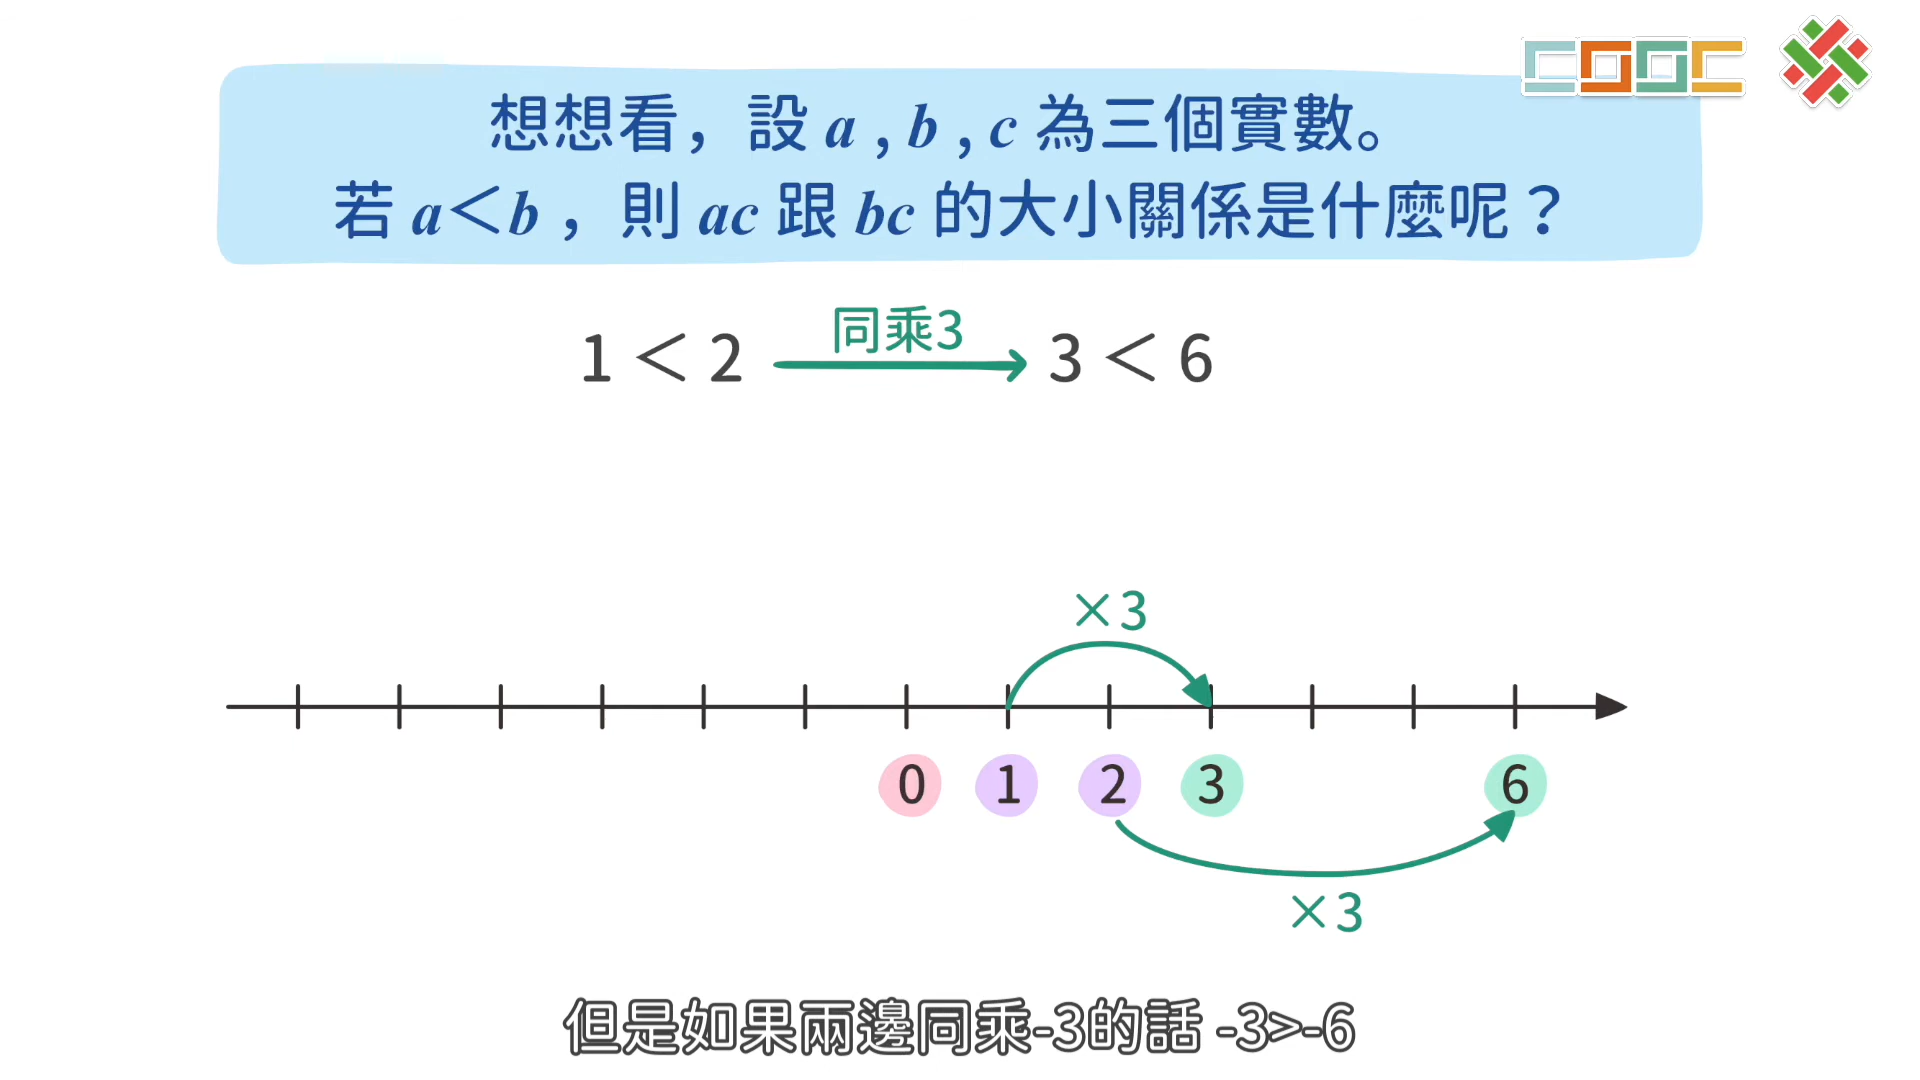 想想看，設 a , b , c 為三個實數。
若 a＜b ，則 ac 跟 bc 的大小關係是什麼呢？
同乘3
1＜2 → 3＜6
×3
0 1 2 3 6
×3
但是如果兩邊同乘-3的話 -3>-6